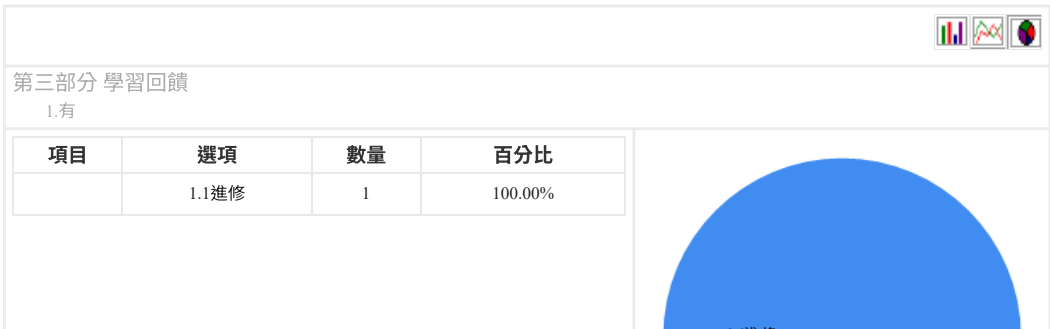 第三部分 學習回饋
1.有
項目 選項 數量 百分比
1.1進修 1 100.00%